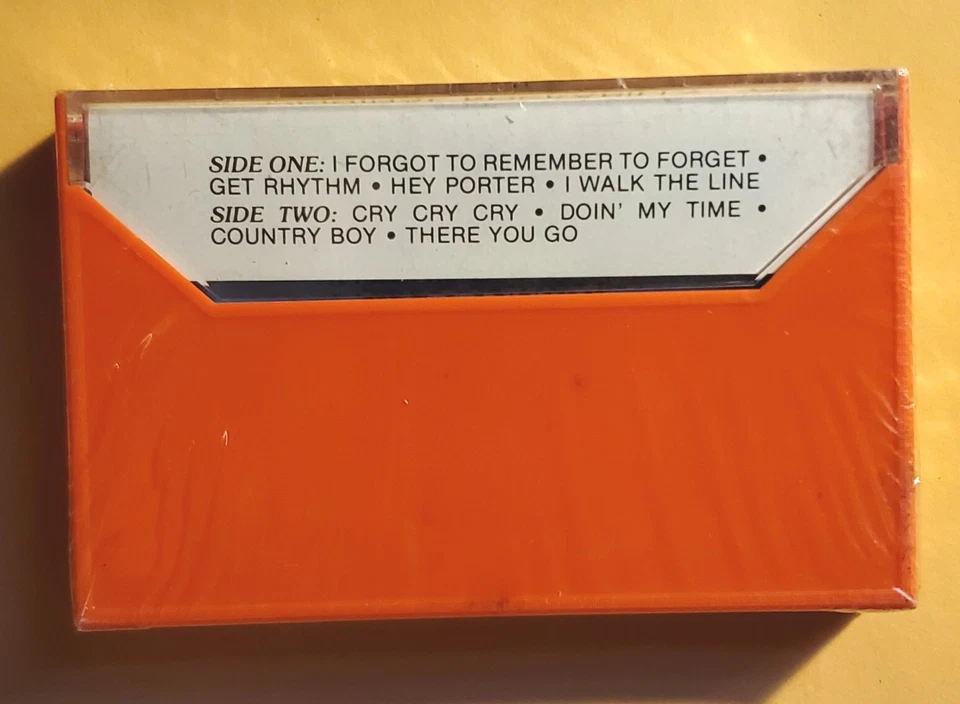 SIDE ONE: I FORGOT TO REMEMBER TO FORGET •
GET RHYTHM • HEY PORTER • I WALK THE LINE
SIDE TWO: CRY CRY CRY • DOIN' MY TIME •
COUNTRY BOY • THERE YOU GO